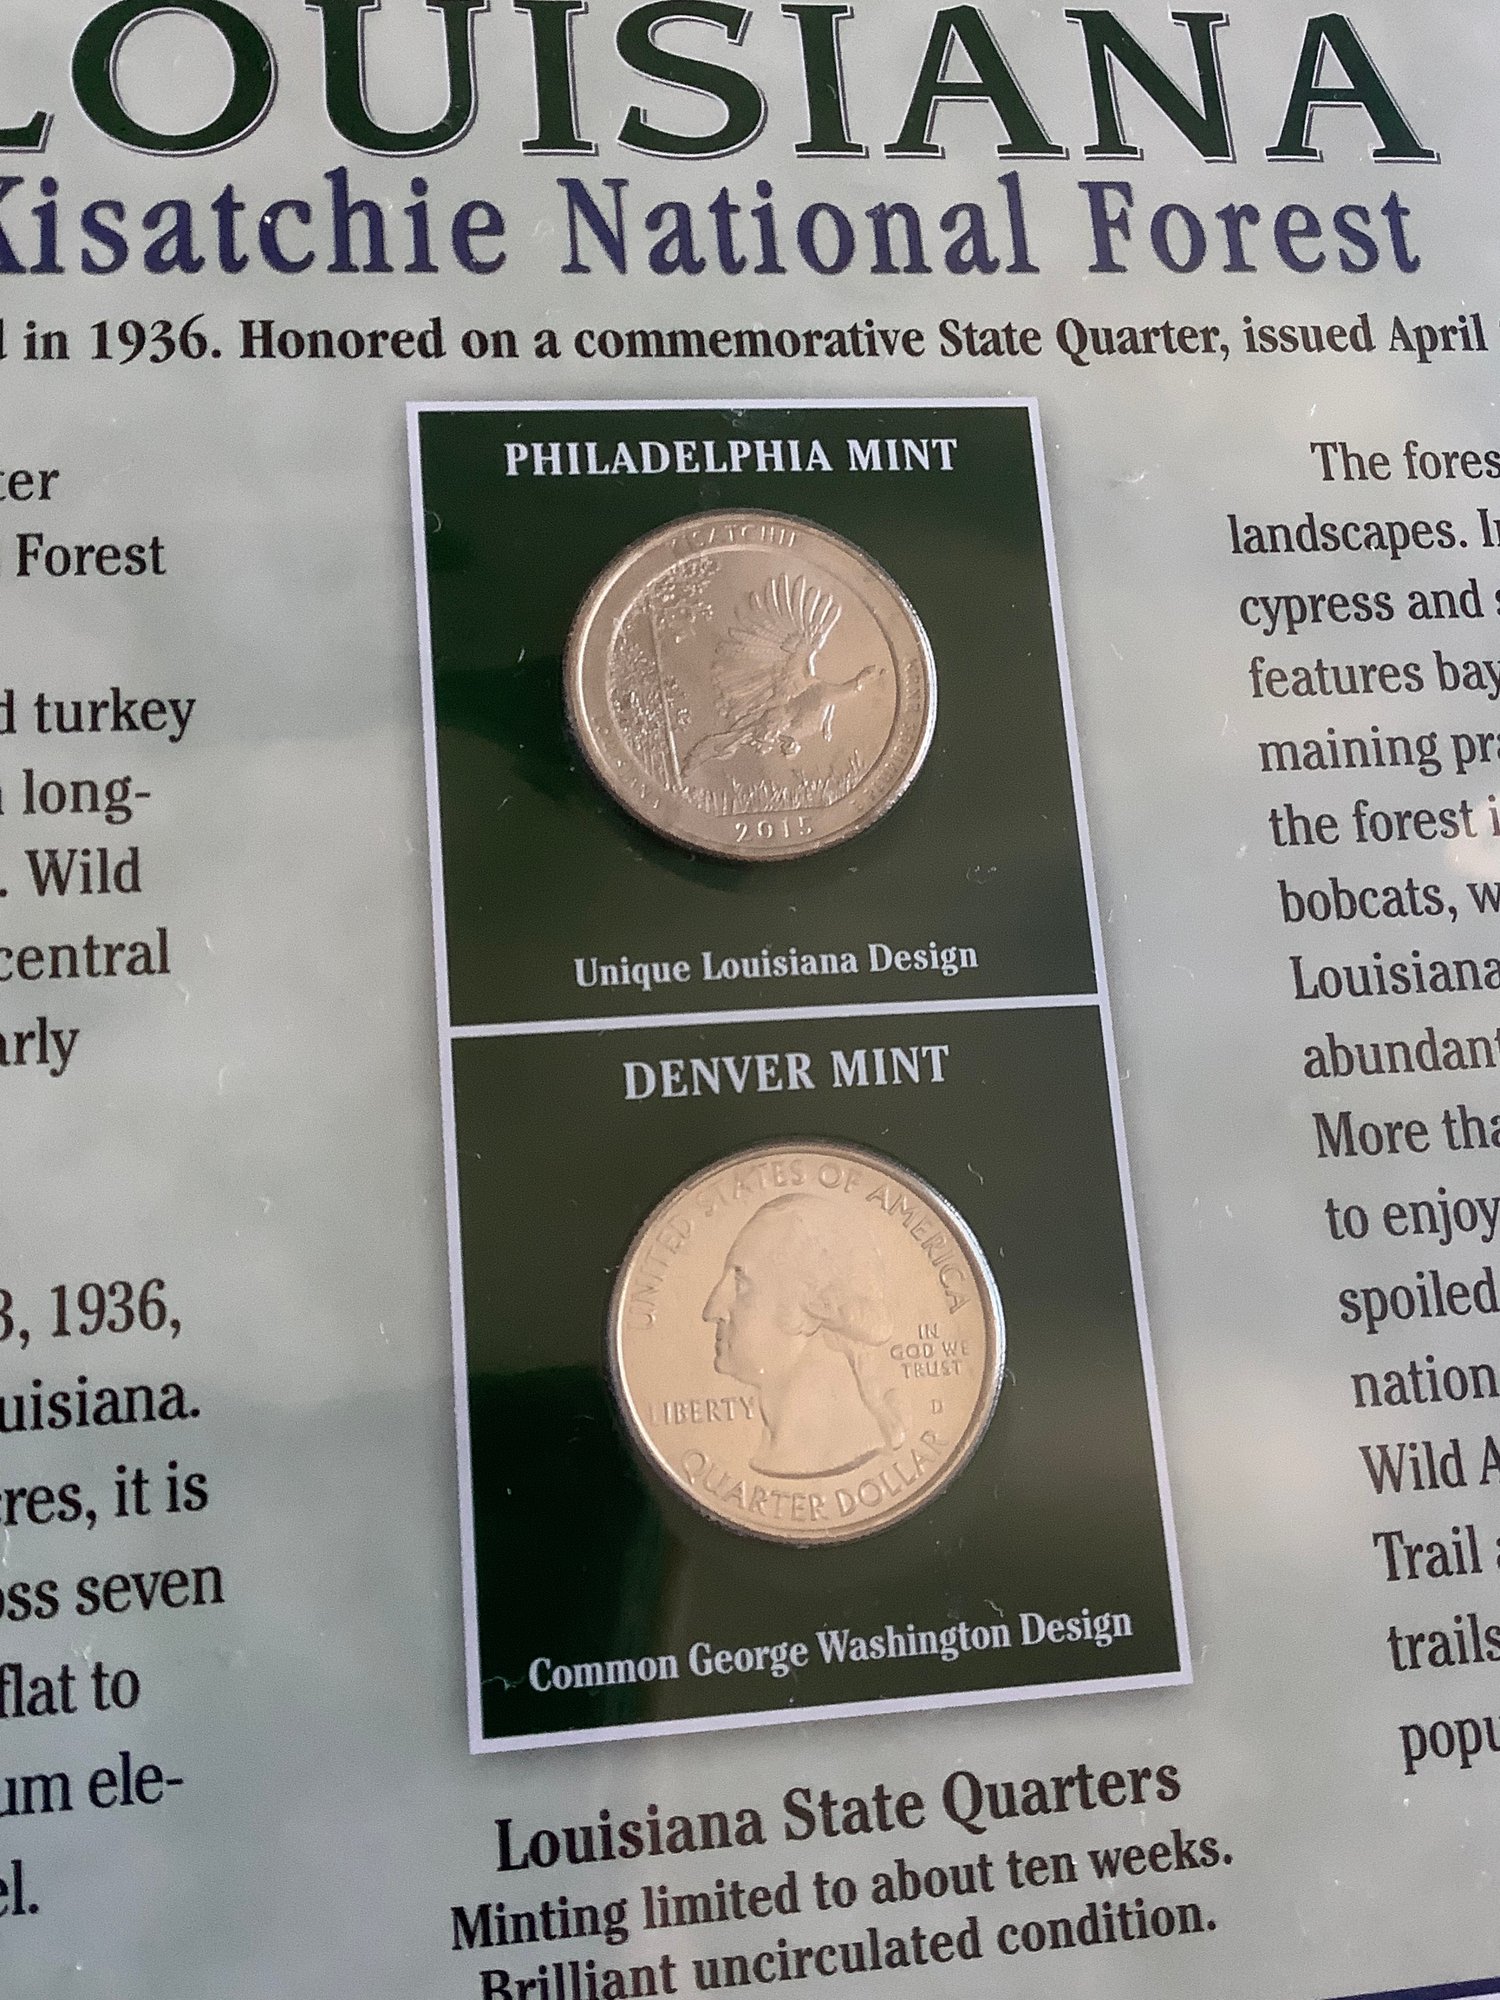 LOUISIANA
Kisatchie National Forest
in 1936. Honored on a commemorative State Quarter, issued April
ter
Forest
turkey
long-
. Wild
central
arly
3, 1936,
uisiana.
res, it is
oss seven
flat to
um ele-
el.
PHILADELPHIA MINT
KISATCHIE
2015
Unique Louisiana Design
DENVER MINT
UNITED STATES OF AMERICA
IN
GOD WE
TRUST
LIBERTY
D
QUARTER DOLLAR
Common George Washington Design
Louisiana State Quarters
Minting limited to about ten weeks.
Brilliant uncirculated condition.
The fores
landscapes. I
cypress and
features bay
maining pra
the forest i
bobcats, w
Louisiana
abundant
More tha
to enjoy
spoiled
nation
Wild A
Trail
trails
popu